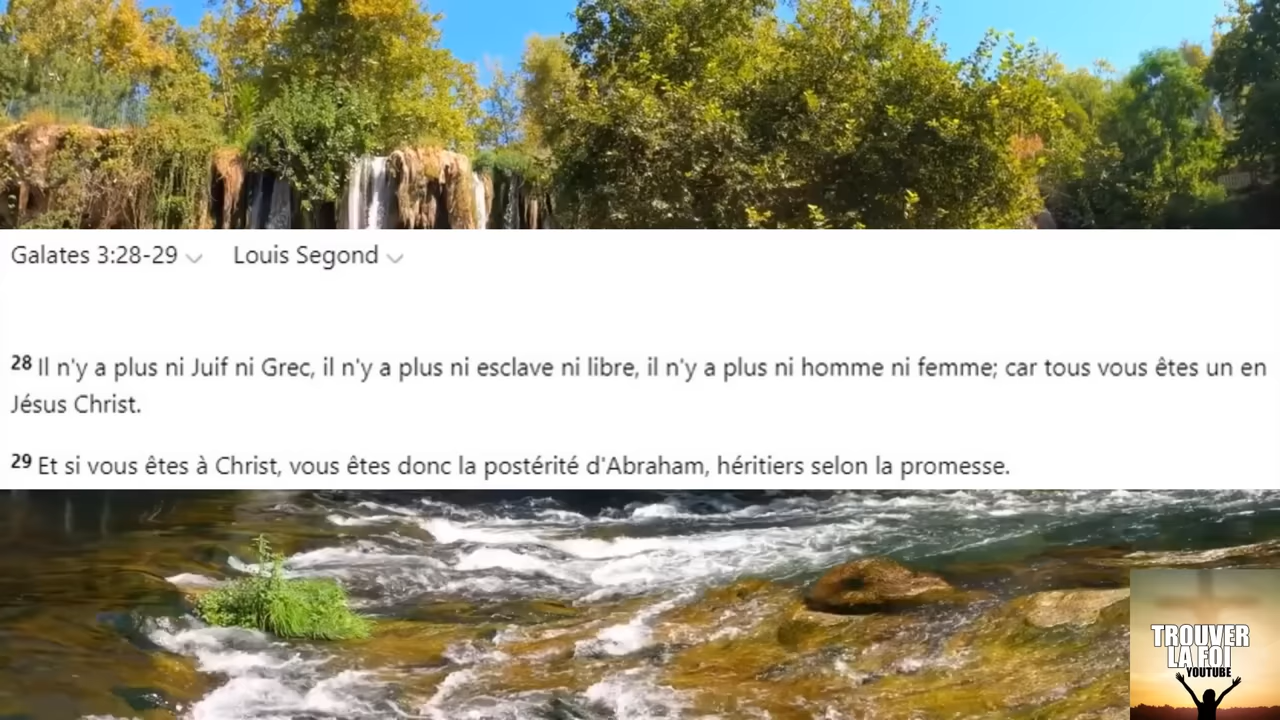 Galates 3:28-29 Louis Segond
28 Il n'y a plus ni Juif ni Grec, il n'y a plus ni esclave ni libre, il n'y a plus ni homme ni femme; car tous vous êtes un en
Jésus Christ.
29 Et si vous êtes à Christ, vous êtes donc la postérité d'Abraham, héritiers selon la promesse.
TROUVER
LA FOI
YOUTUBE